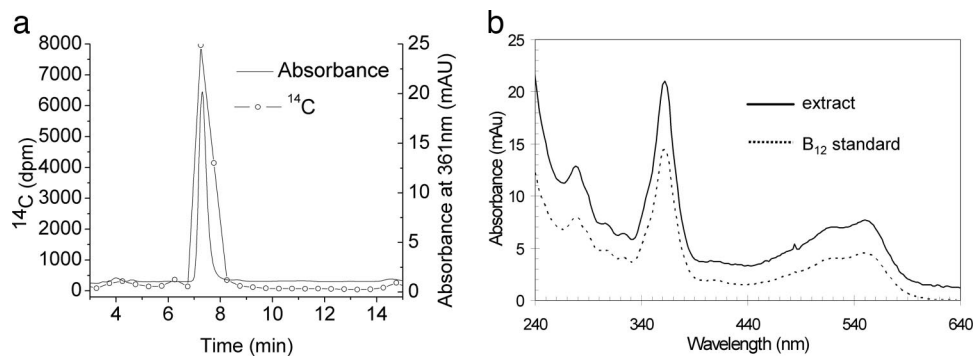 a
8000
7000
6000
5000
4000
3000
2000
1000
0
¹⁴C (dpm)
4 6 8 10 12 14
Time (min)
25
20
15
10
5
0
Absorbance at 361nm (mAU)
Absorbance
¹⁴C
b
25
20
15
10
5
0
Absorbance (mAu)
240 340 440 540 640
Wavelength (nm)
extract
B₁₂ standard